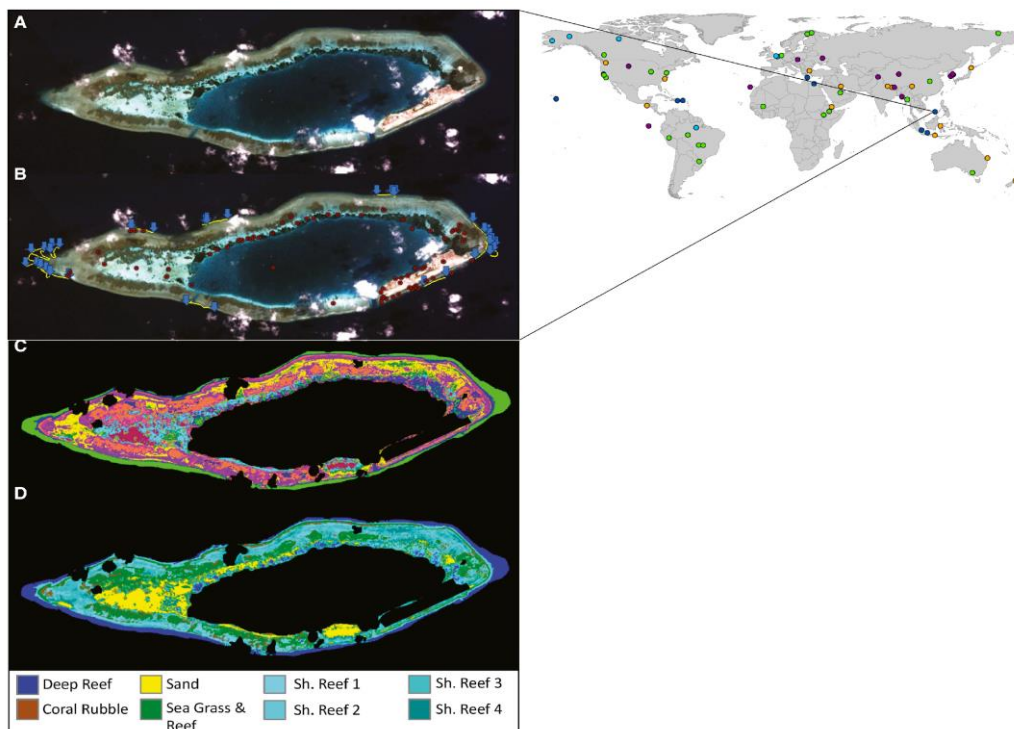 A
B
C
D
Deep Reef
Sand
Sh. Reef 1
Sh. Reef 3
Coral Rubble
Sea Grass &
Reef
Sh. Reef 2
Sh. Reef 4